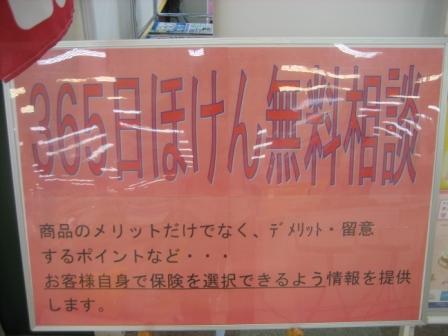 365日ほけん無料相談
商品のメリットだけでなく、ﾃﾞﾒﾘｯﾄ・留意
するポイントなど・・・
お客様自身で保険を選択できるよう情報を提供
します。